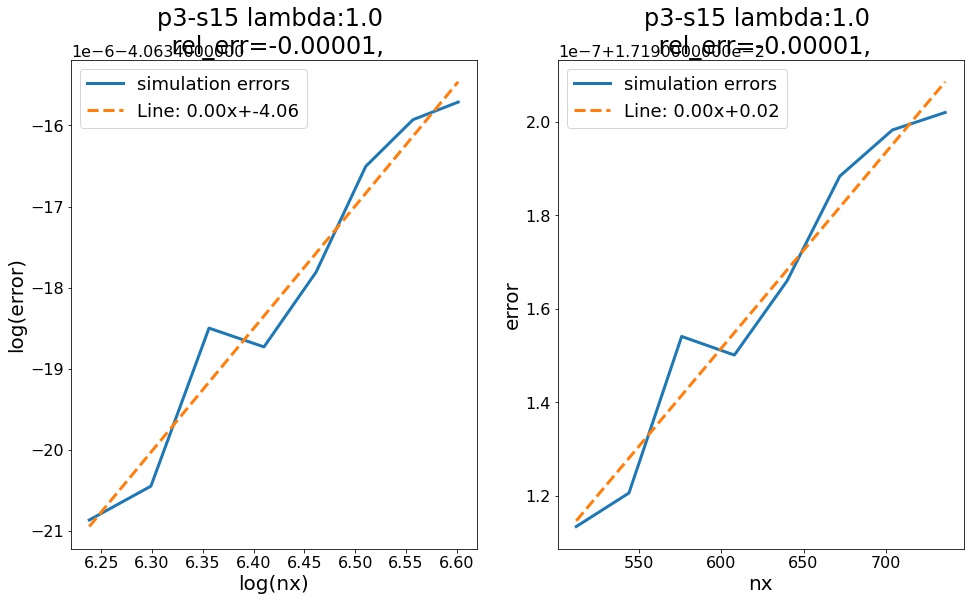 p3-s15 lambda:1.0
rel_err=-0.00001,
1e−6−4.0634000000
simulation errors
Line: 0.00x+-4.06
−16
−17
−18
−19
−20
−21
6.25 6.30 6.35 6.40 6.45 6.50 6.55 6.60
log(nx)
log(error)
p3-s15 lambda:1.0
rel_err=-0.00001,
1e−7+1.7190000000e−2
simulation errors
Line: 0.00x+0.02
2.0
1.8
1.6
1.4
1.2
550 600 650 700
nx
error